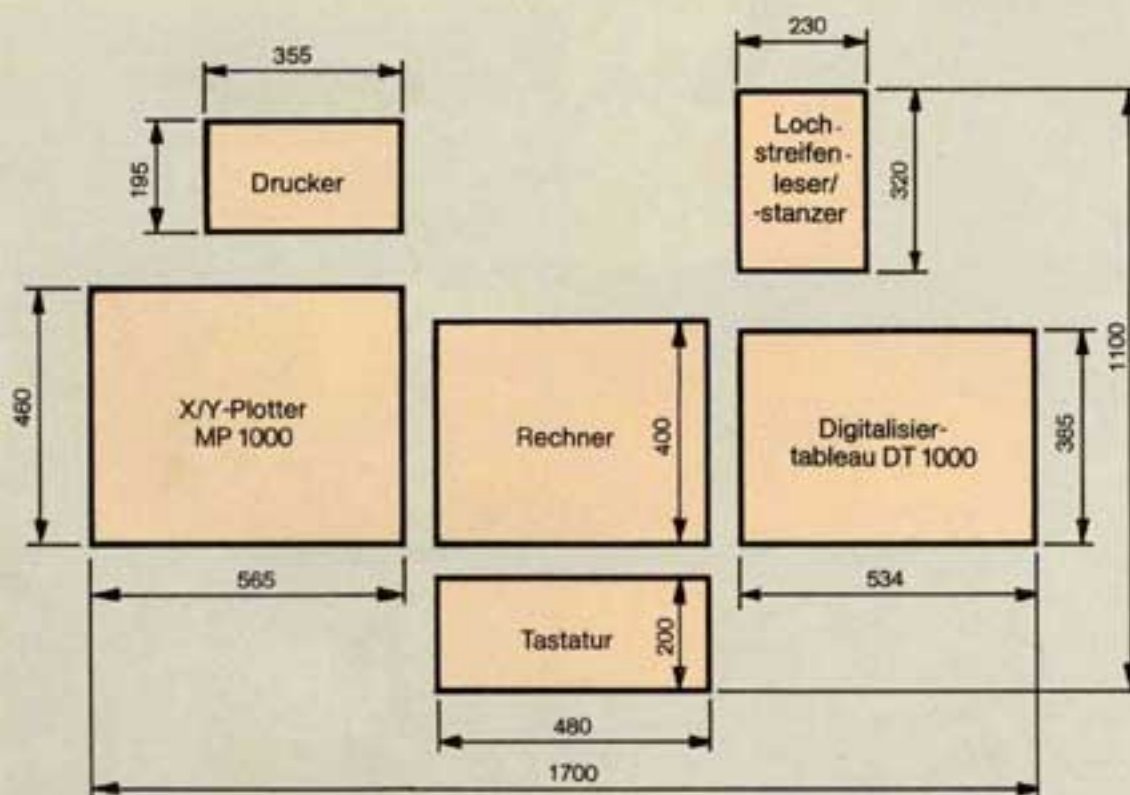 355
230
195
Drucker
Loch-
streifen-
leser/
-stanzer
320
460
X/Y-Plotter
MP 1000
Rechner
400
Digitalisier-
tableau DT 1000
385
1100
565
534
Tastatur
200
480
1700